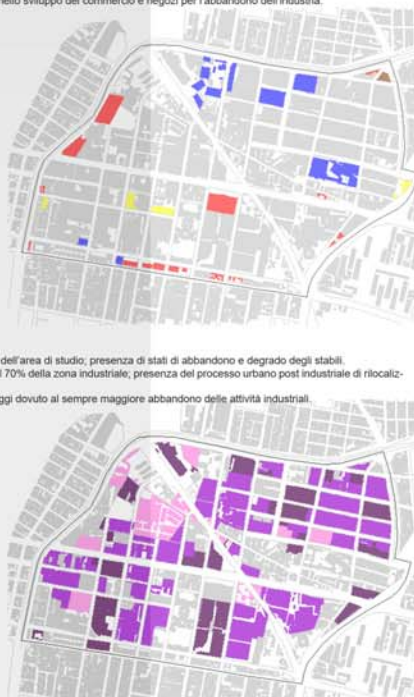 nello sviluppo del commercio e negozi per l'abbandono dell'industria.
dell'area di studio; presenza di stati di abbandono e degrado degli stabili.
l 70% della zona industriale; presenza del processo urbano post industriale di rilocaliz-
ggi dovuto al sempre maggiore abbandono delle attività industriali.